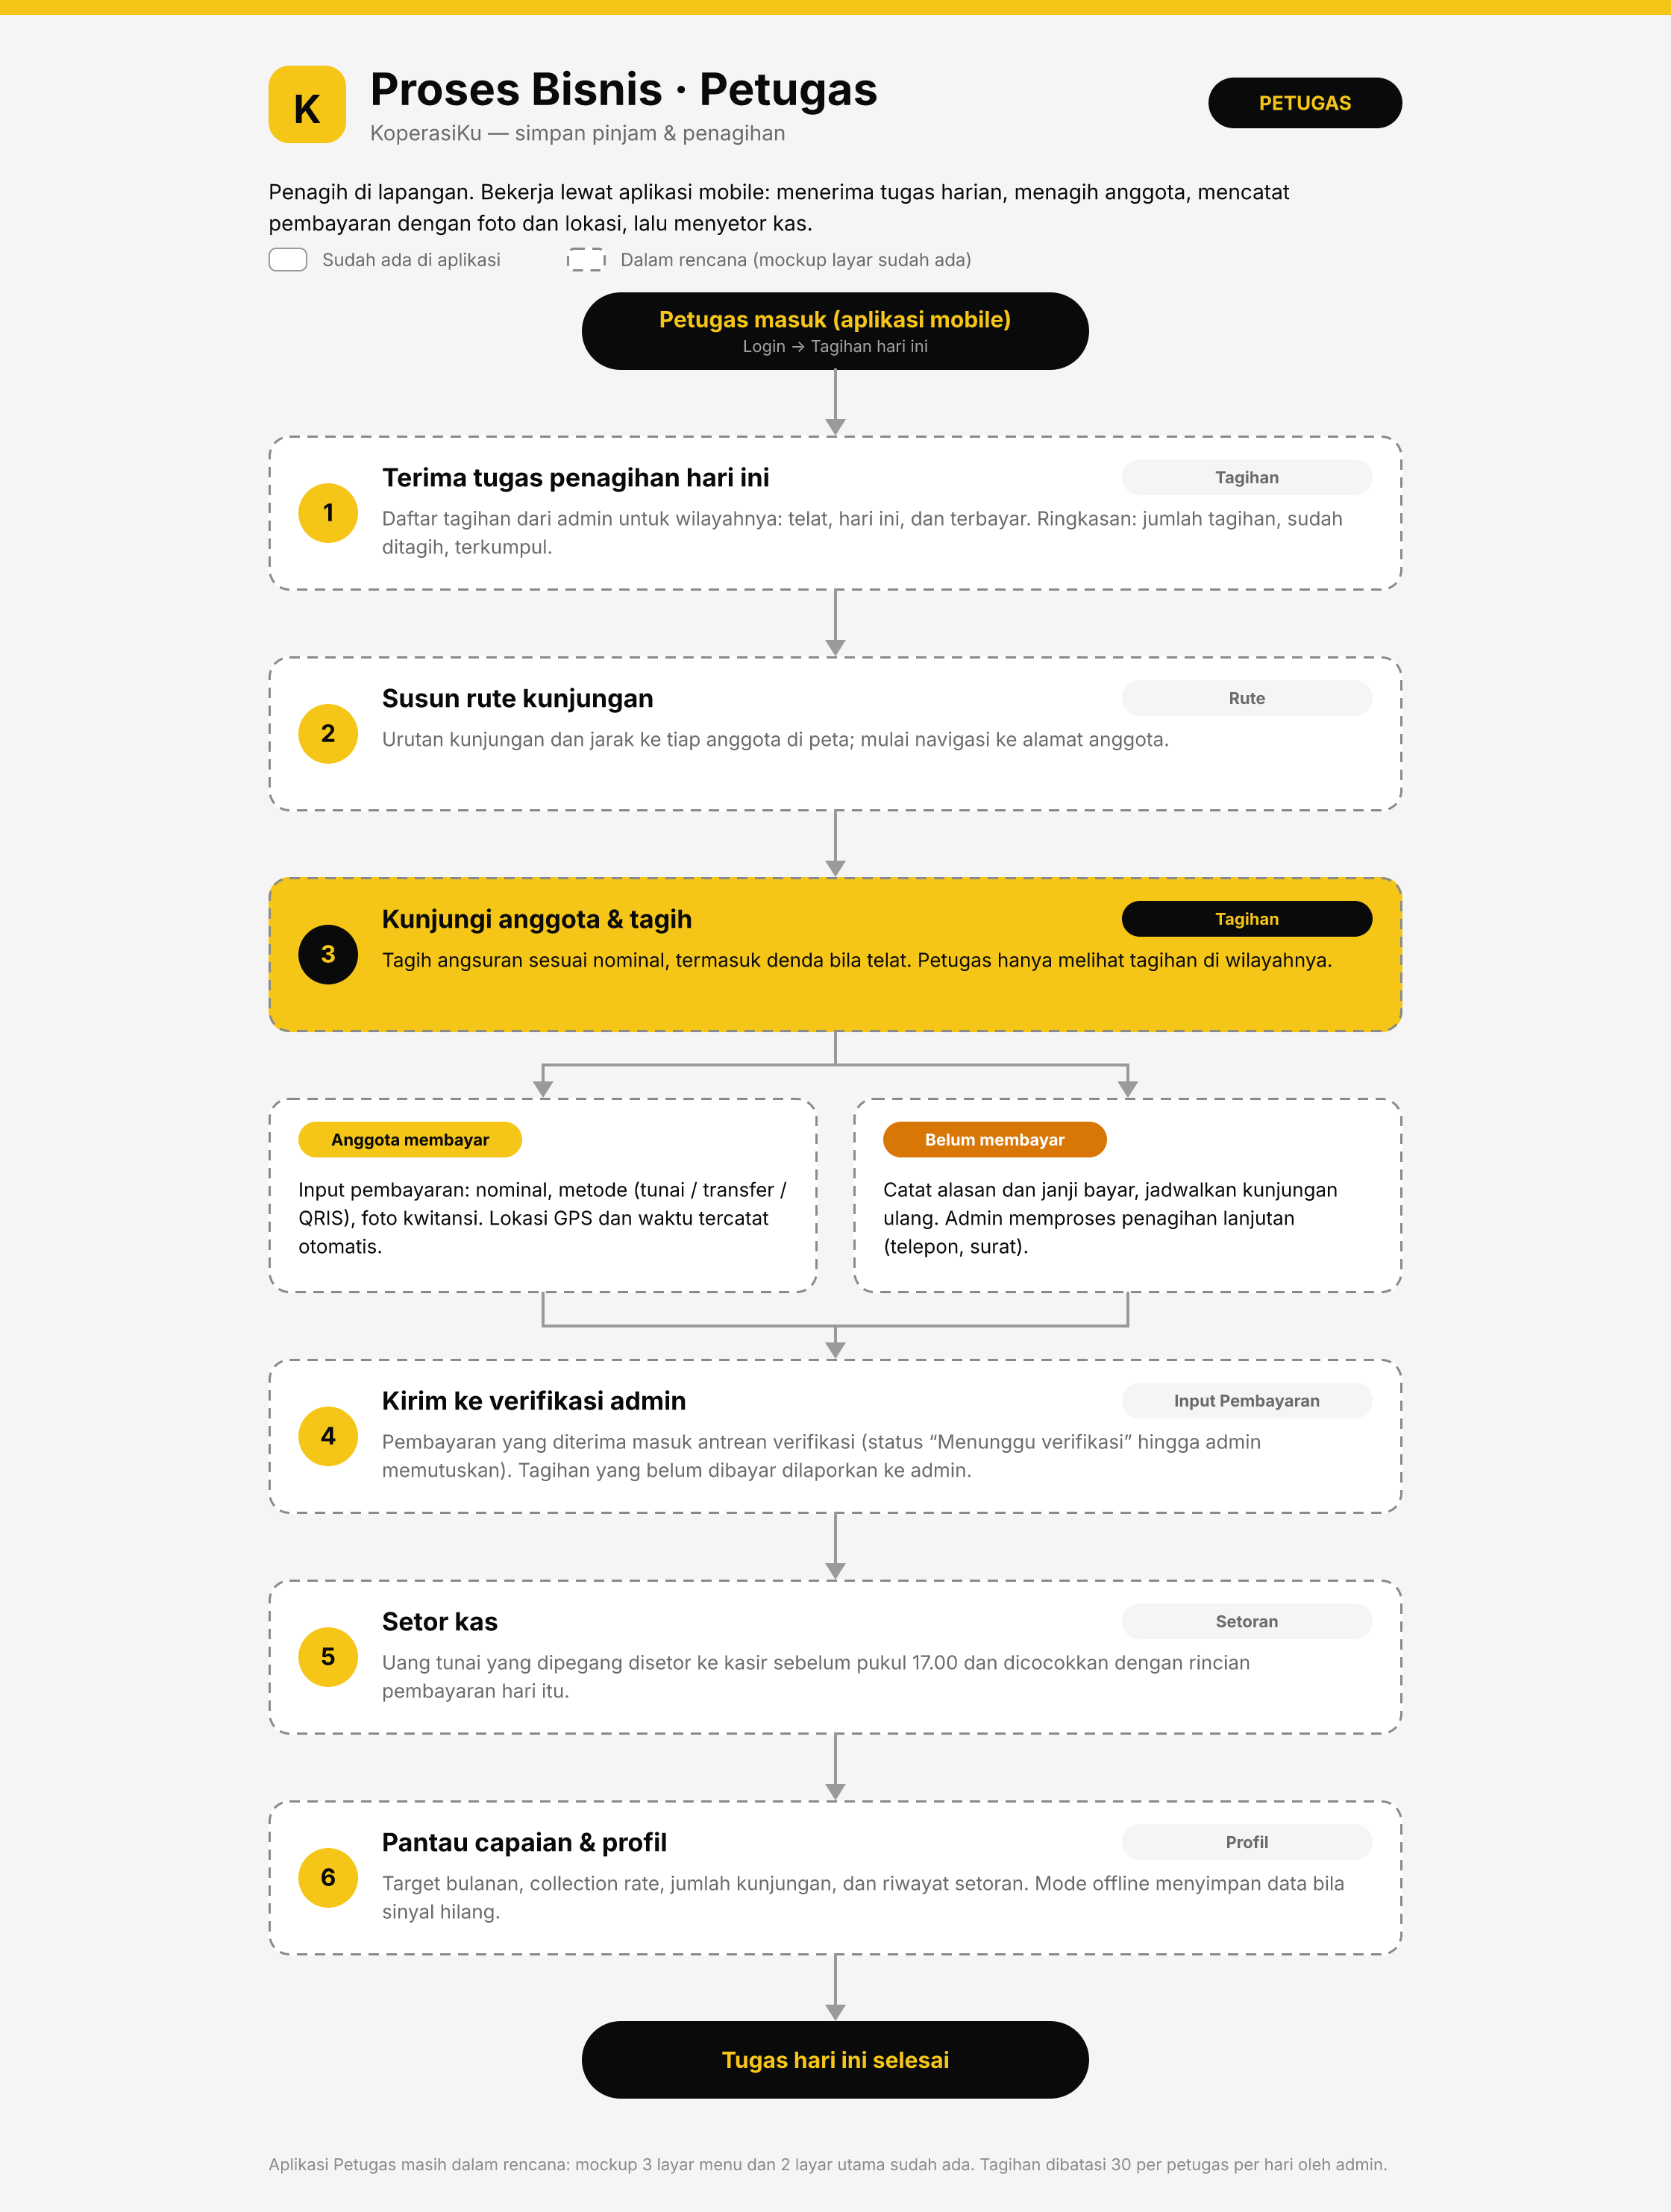 K
Proses Bisnis · Petugas
KoperasiKu — simpan pinjam & penagihan
PETUGAS
Penagih di lapangan. Bekerja lewat aplikasi mobile: menerima tugas harian, menagih anggota, mencatat
pembayaran dengan foto dan lokasi, lalu menyetor kas.
Sudah ada di aplikasi
Dalam rencana (mockup layar sudah ada)
Petugas masuk (aplikasi mobile)
Login → Tagihan hari ini
1
Terima tugas penagihan hari ini
Tagihan
Daftar tagihan dari admin untuk wilayahnya: telat, hari ini, dan terbayar. Ringkasan: jumlah tagihan, sudah
ditagih, terkumpul.
2
Susun rute kunjungan
Rute
Urutan kunjungan dan jarak ke tiap anggota di peta; mulai navigasi ke alamat anggota.
3
Kunjungi anggota & tagih
Tagihan
Tagih angsuran sesuai nominal, termasuk denda bila telat. Petugas hanya melihat tagihan di wilayahnya.
Anggota membayar
Input pembayaran: nominal, metode (tunai / transfer /
QRIS), foto kwitansi. Lokasi GPS dan waktu tercatat
otomatis.
Belum membayar
Catat alasan dan janji bayar, jadwalkan kunjungan
ulang. Admin memproses penagihan lanjutan
(telepon, surat).
4
Kirim ke verifikasi admin
Input Pembayaran
Pembayaran yang diterima masuk antrean verifikasi (status “Menunggu verifikasi” hingga admin
memutuskan). Tagihan yang belum dibayar dilaporkan ke admin.
5
Setor kas
Setoran
Uang tunai yang dipegang disetor ke kasir sebelum pukul 17.00 dan dicocokkan dengan rincian
pembayaran hari itu.
6
Pantau capaian & profil
Profil
Target bulanan, collection rate, jumlah kunjungan, dan riwayat setoran. Mode offline menyimpan data bila
sinyal hilang.
Tugas hari ini selesai
Aplikasi Petugas masih dalam rencana: mockup 3 layar menu dan 2 layar utama sudah ada. Tagihan dibatasi 30 per petugas per hari oleh admin.